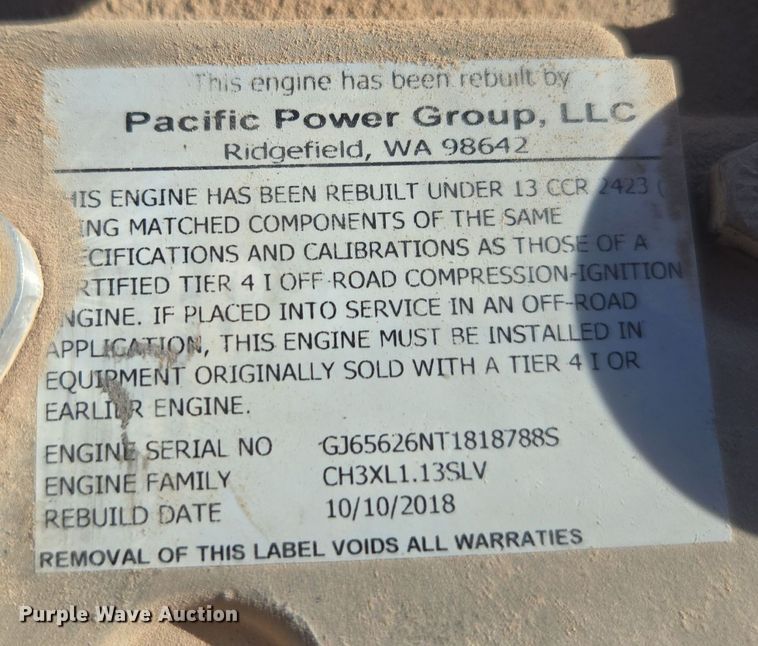 This engine has been rebuilt by
Pacific Power Group, LLC
Ridgefield, WA 98642
HIS ENGINE HAS BEEN REBUILT UNDER 13 CCR 2423 (
ING MATCHED COMPONENTS OF THE SAME
ECIFICATIONS AND CALIBRATIONS AS THOSE OF A
RTIFIED TIER 4 I OFF-ROAD COMPRESSION-IGNITION
NGINE. IF PLACED INTO SERVICE IN AN OFF-ROAD
APPLICATION, THIS ENGINE MUST BE INSTALLED IN
EQUIPMENT ORIGINALLY SOLD WITH A TIER 4 I OR
EARLIER ENGINE.
ENGINE SERIAL NO GJ65626NT1818788S
ENGINE FAMILY CH3XL1.13SLV
REBUILD DATE 10/10/2018
REMOVAL OF THIS LABEL VOIDS ALL WARRATIES
Purple Wave Auction